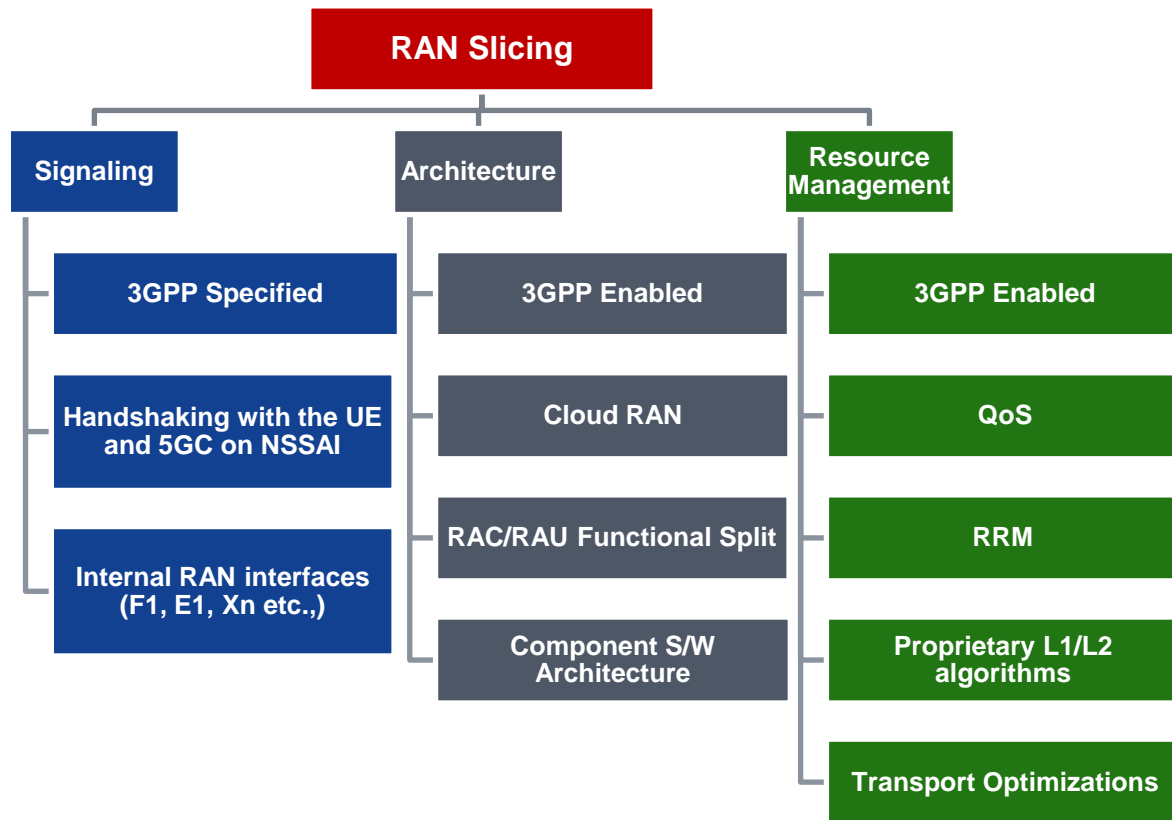 RAN Slicing
Signaling
3GPP Specified
Handshaking with the UE
and 5GC on NSSAI
Internal RAN interfaces
(F1, E1, Xn etc.,)
Architecture
3GPP Enabled
Cloud RAN
RAC/RAU Functional Split
Component S/W
Architecture
Resource
Management
3GPP Enabled
QoS
RRM
Proprietary L1/L2
algorithms
Transport Optimizations